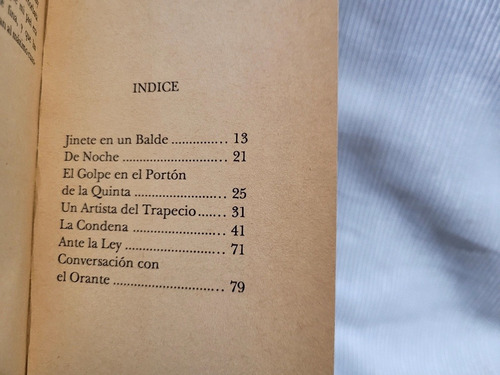 INDICE
Jinete en un Balde ............... 13
De Noche ........................... 21
El Golpe en el Portón
de la Quinta ....................... 25
Un Artista del Trapecio ........ 31
La Condena ........................ 41
Ante la Ley ........................ 71
Conversación con
el Orante ........................... 79